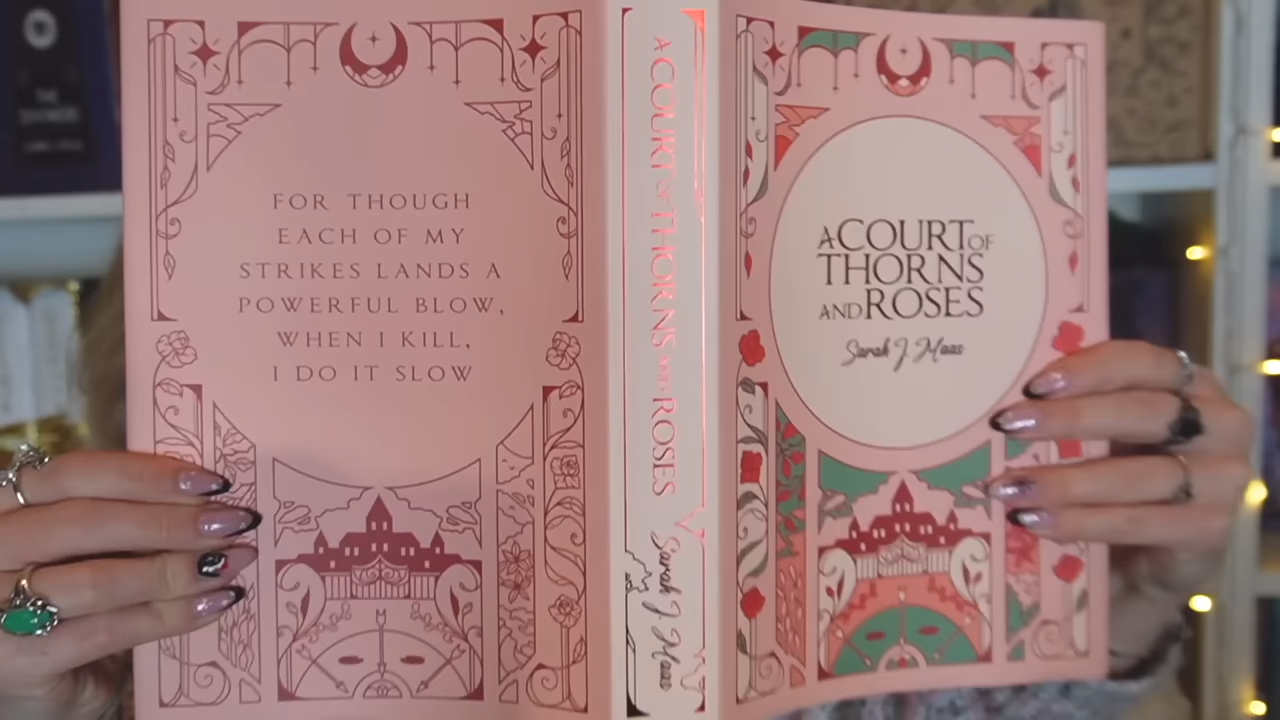 FOR THOUGH
EACH OF MY
STRIKES LANDS A
POWERFUL BLOW,
WHEN I KILL,
I DO IT SLOW
A COURT OF THORNS AND ROSES Sarah J. Maas
A COURT OF
THORNS
AND ROSES
Sarah J. Maas